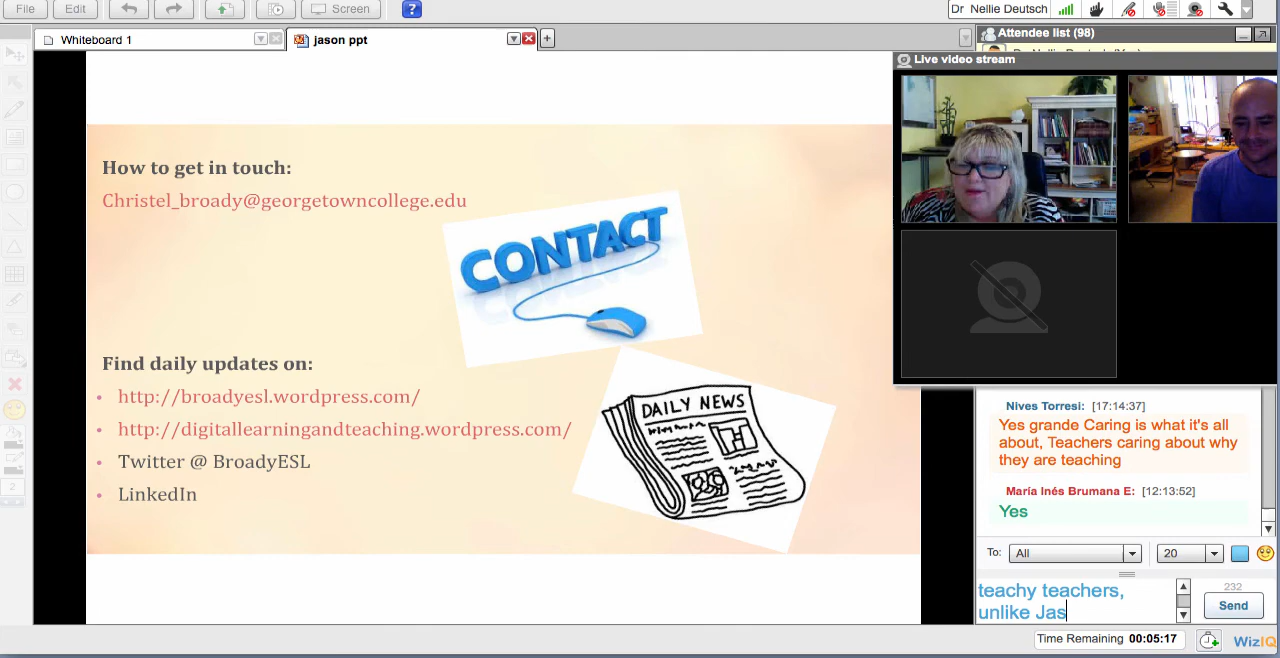 File Edit Screen ?
Dr Nellie Deutsch
Whiteboard 1
jason ppt
Attendee list (98)
Live video stream
How to get in touch:
Christel_broady@georgetowncollege.edu
CONTACT
Find daily updates on:
• http://broadyesl.wordpress.com/
• http://digitallearningandteaching.wordpress.com/
• Twitter @ BroadyESL
• LinkedIn
DAILY NEWS
Nives Torresi: [17:14:37]
Yes grande Caring is what it's all
about, Teachers caring about why
they are teaching
María Inés Brumana E: [12:13:52]
Yes
To: All 20
teachy teachers,
unlike Jas
232
Send
2
Time Remaining 00:05:17
WizIQ